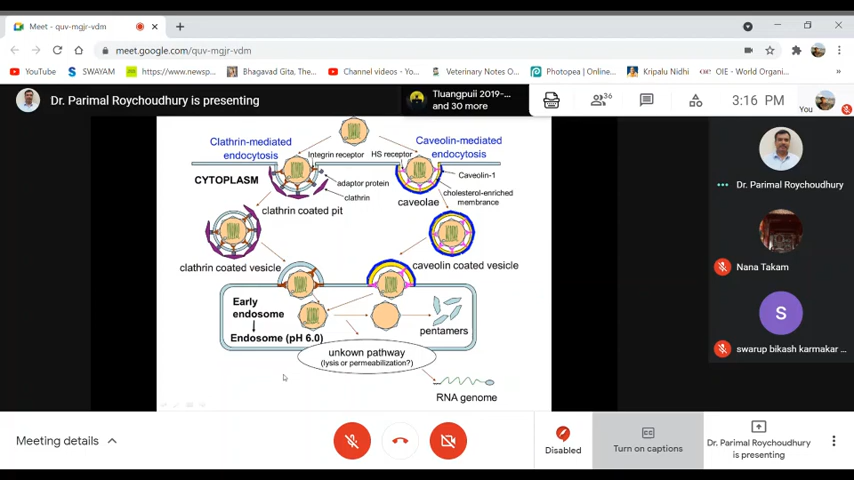 Meet - quv-mgjr-vdm
meet.google.com/quv-mgjr-vdm
YouTube
SWAYAM
https://www.newsp...
Bhagavad Gita, The...
Channel videos - Yo...
Veterinary Notes O...
Photopea | Online...
Kripalu Nidhi
OIE - World Organi...
Dr. Parimal Roychoudhury is presenting
Tluangpuii 2019-...
and 30 more
36
3:16 PM
You
Clathrin-mediated
endocytosis
Caveolin-mediated
endocytosis
Integrin receptor
HS receptor
CYTOPLASM
adaptor protein
clathrin
Caveolin-1
cholesterol-enriched
membrance
clathrin coated pit
caveolae
clathrin coated vesicle
caveolin coated vesicle
Early
endosome
Endosome (pH 6.0)
pentamers
unkown pathway
(lysis or permeabilization?)
RNA genome
Dr. Parimal Roychoudhury
Nana Takam
S
swarup bikash karmakar ...
Meeting details
Disabled
Turn on captions
Dr. Parimal Roychoudhury
is presenting